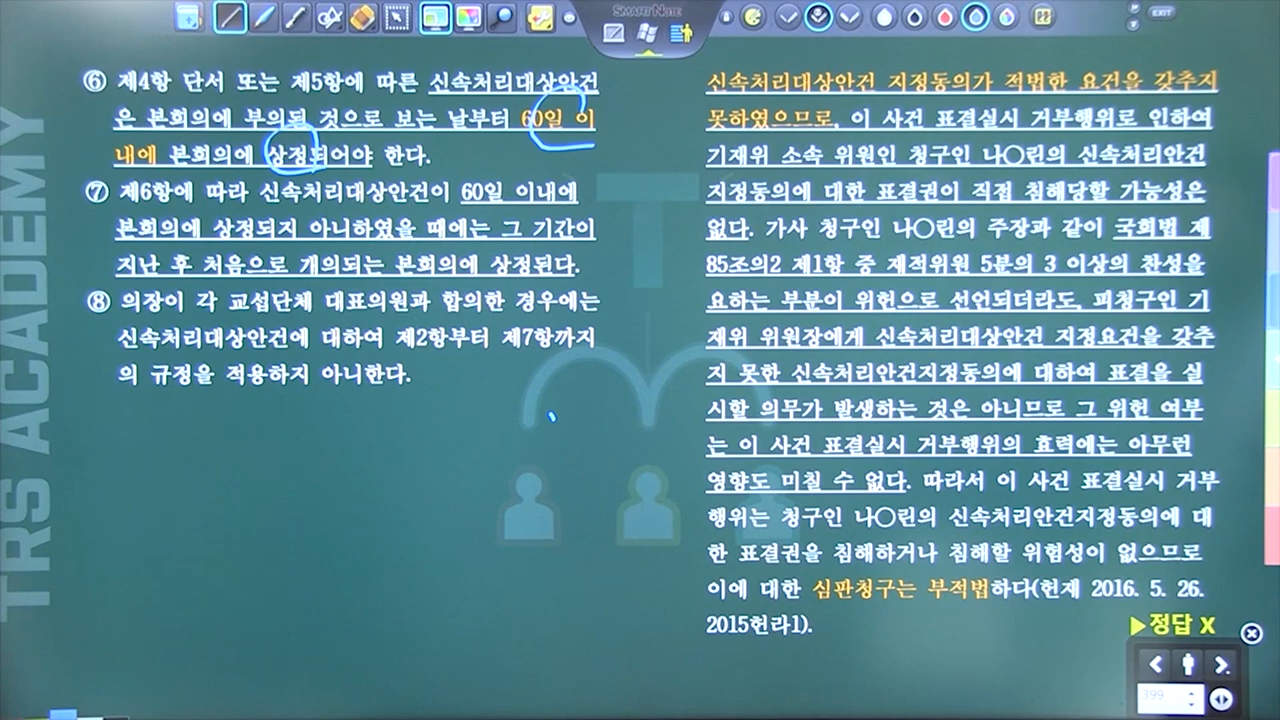 SMART NOTE
EXIT
TRS ACADEMY
⑥ 제4항 단서 또는 제5항에 따른 신속처리대상안건
은 본회의에 부의된 것으로 보는 날부터 60일 이
내에 본회의에 상정되어야 한다.
⑦ 제6항에 따라 신속처리대상안건이 60일 이내에
본회의에 상정되지 아니하였을 때에는 그 기간이
지난 후 처음으로 개의되는 본회의에 상정된다.
⑧ 의장이 각 교섭단체 대표의원과 합의한 경우에는
신속처리대상안건에 대하여 제2항부터 제7항까지
의 규정을 적용하지 아니한다.
신속처리대상안건 지정동의가 적법한 요건을 갖추지
못하였으므로, 이 사건 표결실시 거부행위로 인하여
기재위 소속 위원인 청구인 나○린의 신속처리안건
지정동의에 대한 표결권이 직접 침해당할 가능성은
없다. 가사 청구인 나○린의 주장과 같이 국회법 제
85조의2 제1항 중 재적위원 5분의 3 이상의 찬성을
요하는 부분이 위헌으로 선언되더라도, 피청구인 기
재위 위원장에게 신속처리대상안건 지정요건을 갖추
지 못한 신속처리안건지정동의에 대하여 표결을 실
시할 의무가 발생하는 것은 아니므로 그 위헌 여부
는 이 사건 표결실시 거부행위의 효력에는 아무런
영향도 미칠 수 없다. 따라서 이 사건 표결실시 거부
행위는 청구인 나○린의 신속처리안건지정동의에 대
한 표결권을 침해하거나 침해할 위험성이 없으므로
이에 대한 심판청구는 부적법하다(헌재 2016. 5. 26.
2015헌라1).
▶정답 X
399